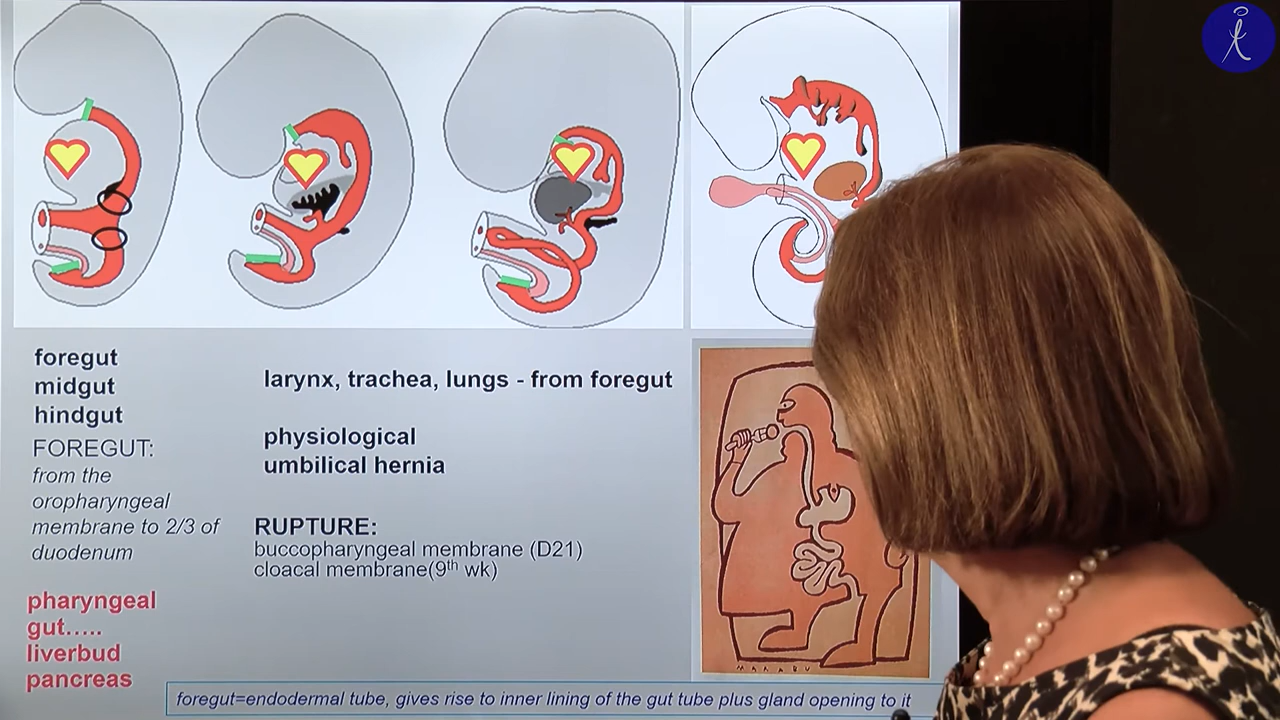 foregut
midgut
hindgut
FOREGUT:
from the
oropharyngeal
membrane to 2/3 of
duodenum
pharyngeal
gut.....
liverbud
pancreas
larynx, trachea, lungs - from foregut
physiological
umbilical hernia
RUPTURE:
buccopharyngeal membrane (D21)
cloacal membrane(9th wk)
MARABU
foregut=endodermal tube, gives rise to inner lining of the gut tube plus gland opening to it